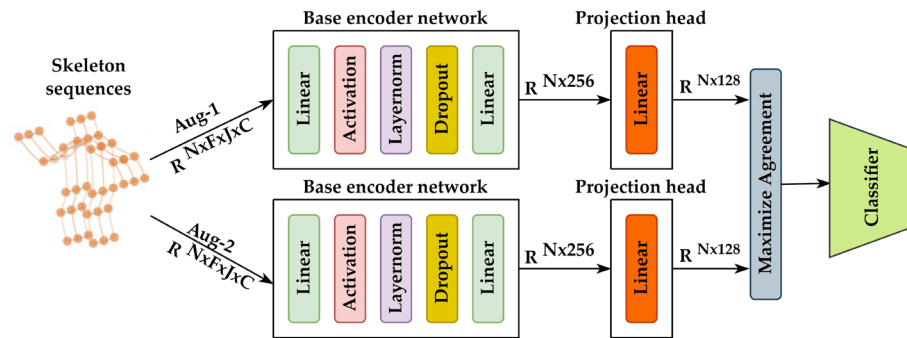 Base encoder network
Projection head
Skeleton
sequences
Aug-1
R NxFxJxC
Linear
Activation
Layernorm
Dropout
Linear
R Nx256
Linear
R Nx128
Maximize Agreement
Classifier
Base encoder network
Projection head
Aug-2
R NxFxJxC
Linear
Activation
Layernorm
Dropout
Linear
R Nx256
Linear
R Nx128